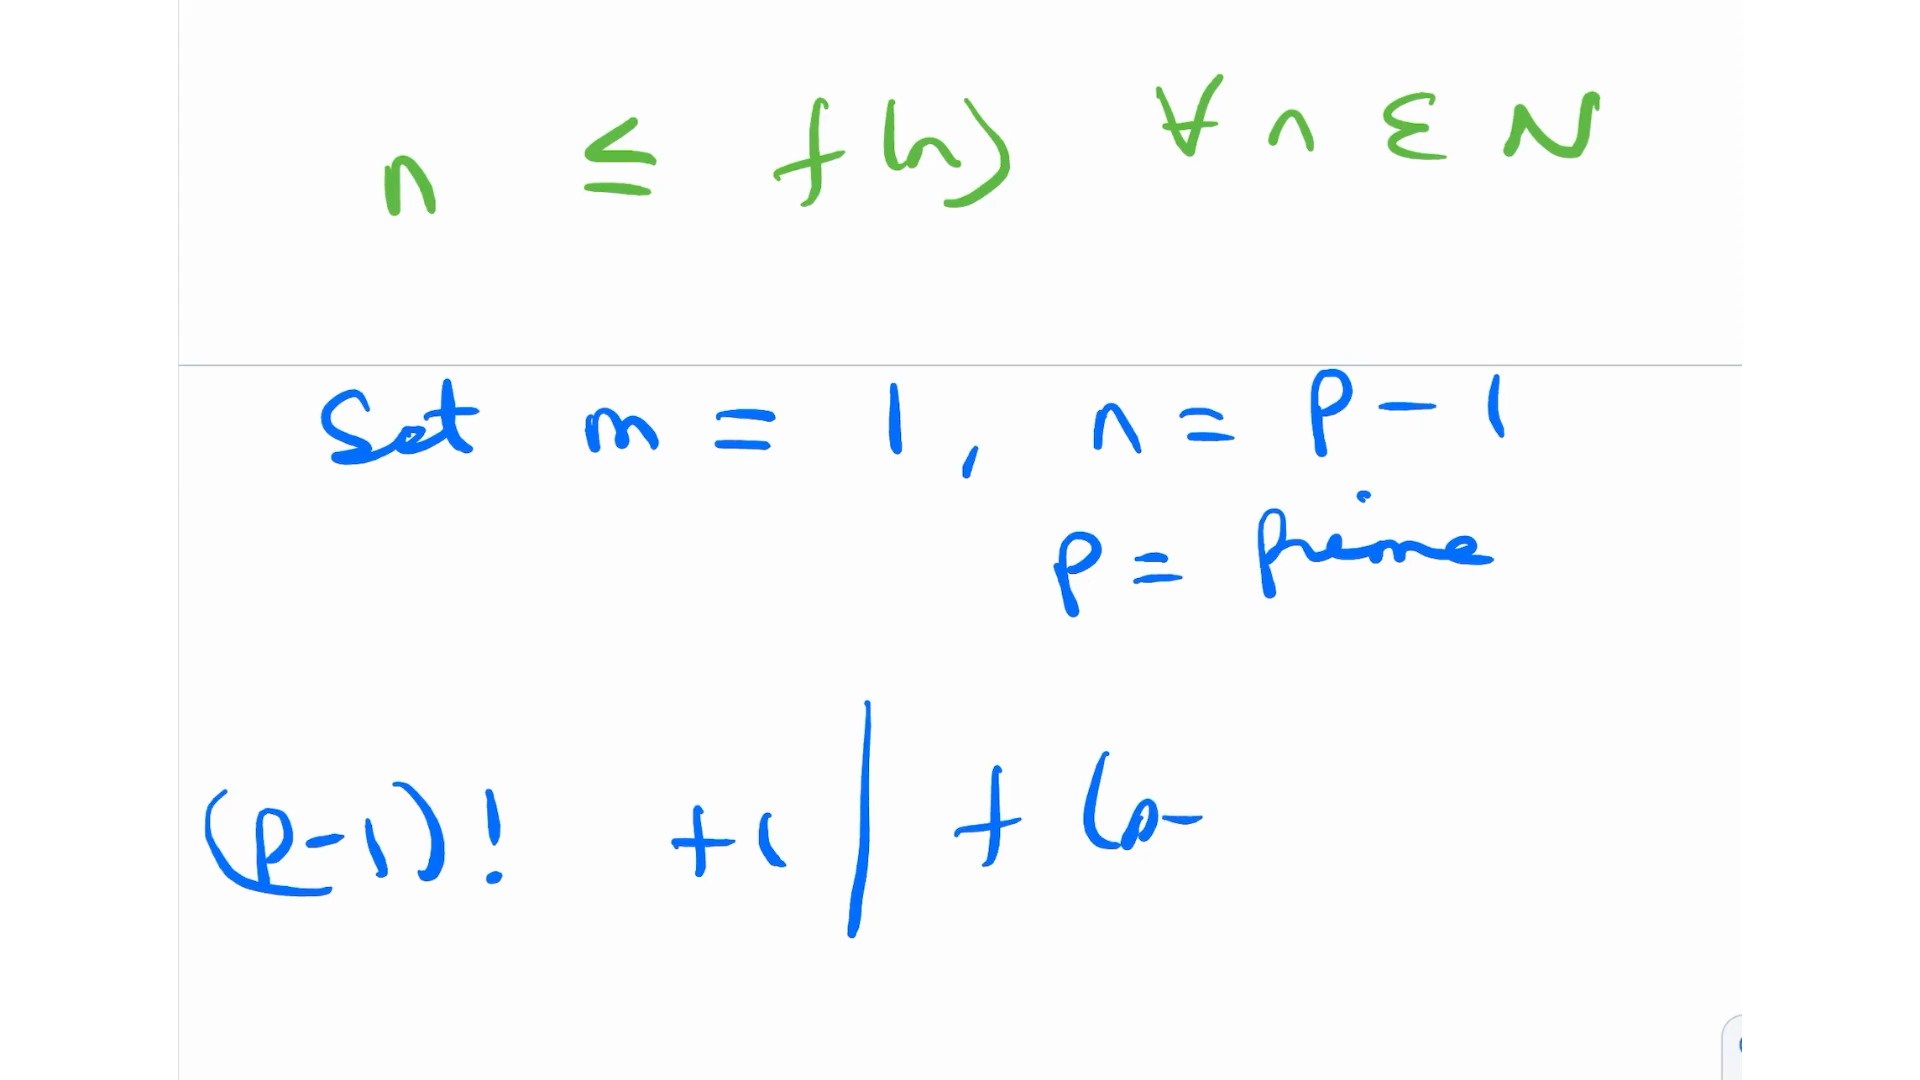 n ≤ f(n) ∀ n ∈ N
Set m = 1, n = p - 1
p = prime
(p-1)! + 1 | f(p-